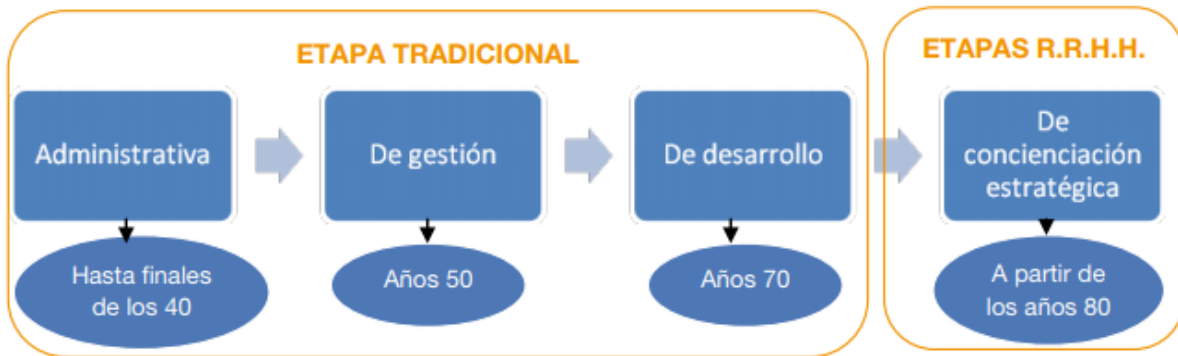 ETAPA TRADICIONAL
ETAPAS R.R.H.H.
Administrativa
De gestión
De desarrollo
De
concienciación
estratégica
Hasta finales
de los 40
Años 50
Años 70
A partir de
los años 80